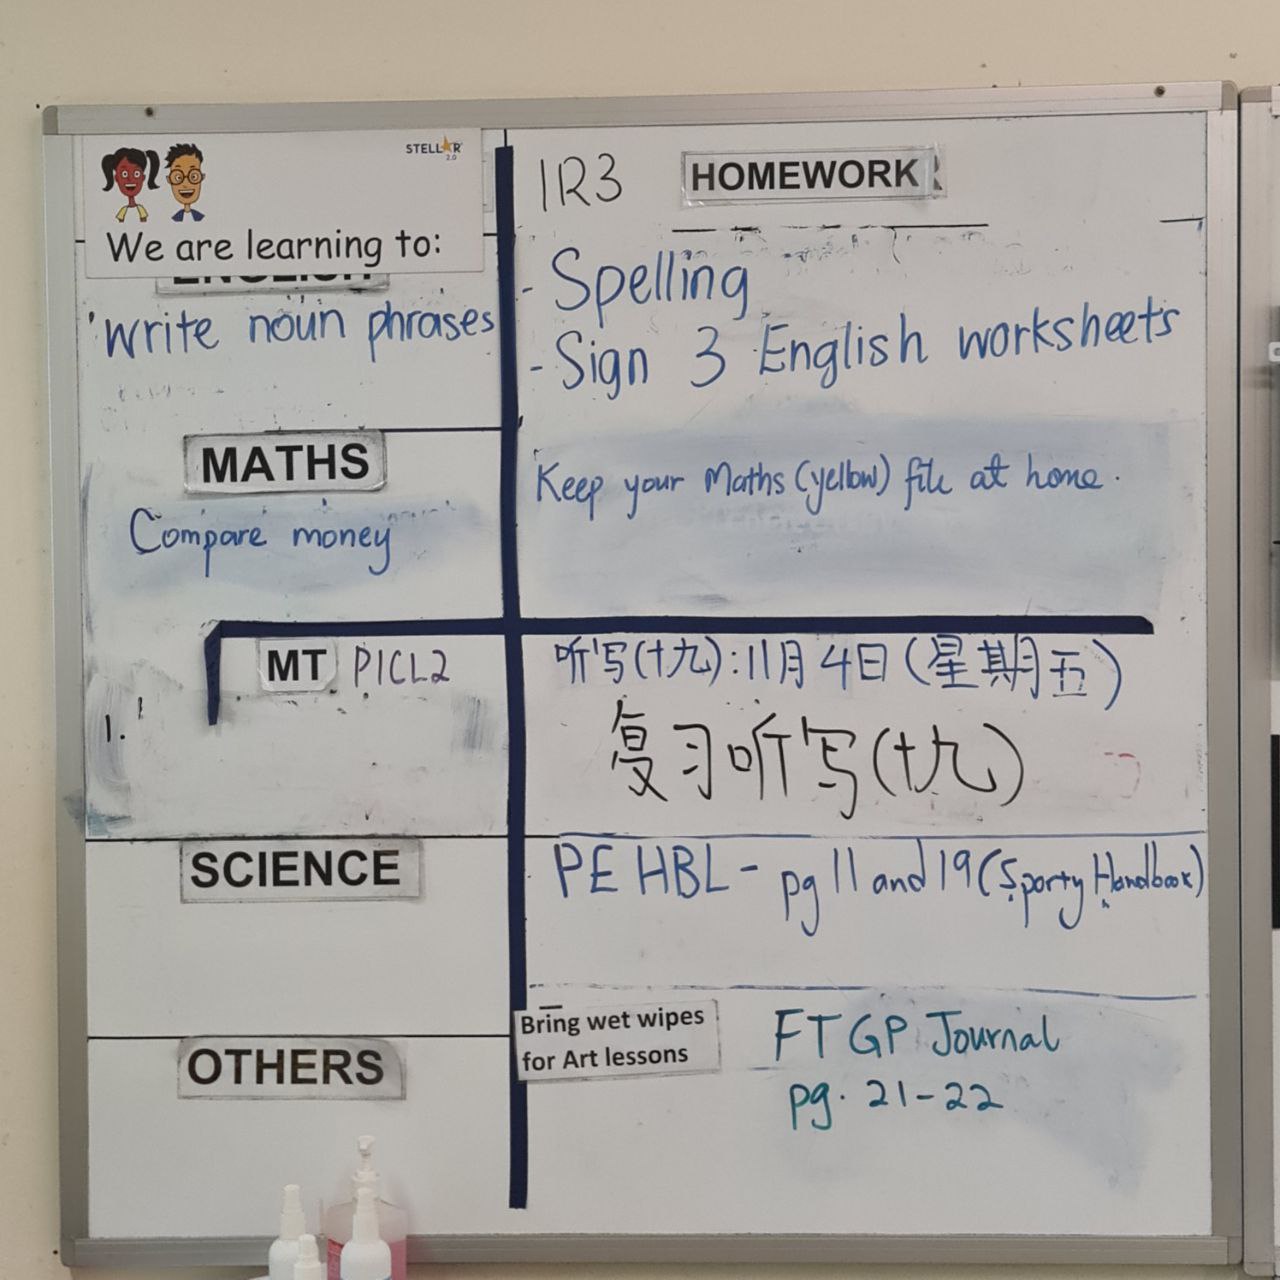 STELLAR 2.0
We are learning to:
ENGLISH
write noun phrases
MATHS
Compare money
MT P1CL2
1.
SCIENCE
OTHERS
1R3 HOMEWORK
- Spelling
- Sign 3 English worksheets
Keep your Maths (yellow) file at home.
听写(十九):11月4日(星期五)
复习听写(十九)
PE HBL - pg 11 and 19 (Sporty Handbook)
Bring wet wipes
for Art lessons
FTGP Journal
pg. 21-22